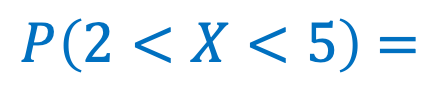 P(2 < X < 5) =